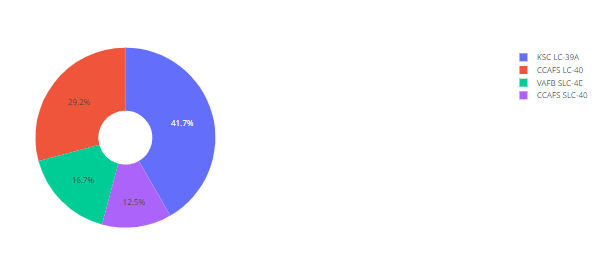 29.2%
41.7%
16.7%
12.5%
KSC LC-39A
CCAFS LC-40
VAFB SLC-4E
CCAFS SLC-40